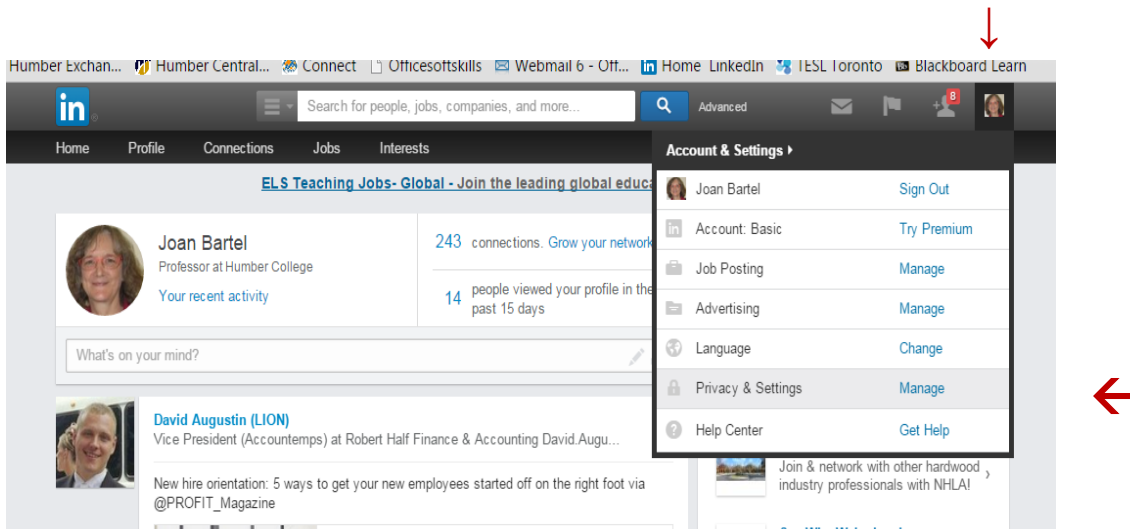 Humber Exchan... Humber Central... Connect Officesoftskills Webmail 6 - Off... Home LinkedIn TESL Toronto Blackboard Learn
in Search for people, jobs, companies, and more... Advanced 8
Home Profile Connections Jobs Interests
Account & Settings
ELS Teaching Jobs- Global - Join the leading global educa
Joan Bartel
Professor at Humber College
Your recent activity
243 connections. Grow your network
14 people viewed your profile in the
past 15 days
What's on your mind?
Joan Bartel Sign Out
Account: Basic Try Premium
Job Posting Manage
Advertising Manage
Language Change
Privacy & Settings Manage
Help Center Get Help
David Augustin (LION)
Vice President (Accountemps) at Robert Half Finance & Accounting David.Augu...
New hire orientation: 5 ways to get your new employees started off on the right foot via
@PROFIT_Magazine
Join & network with other hardwood
industry professionals with NHLA!